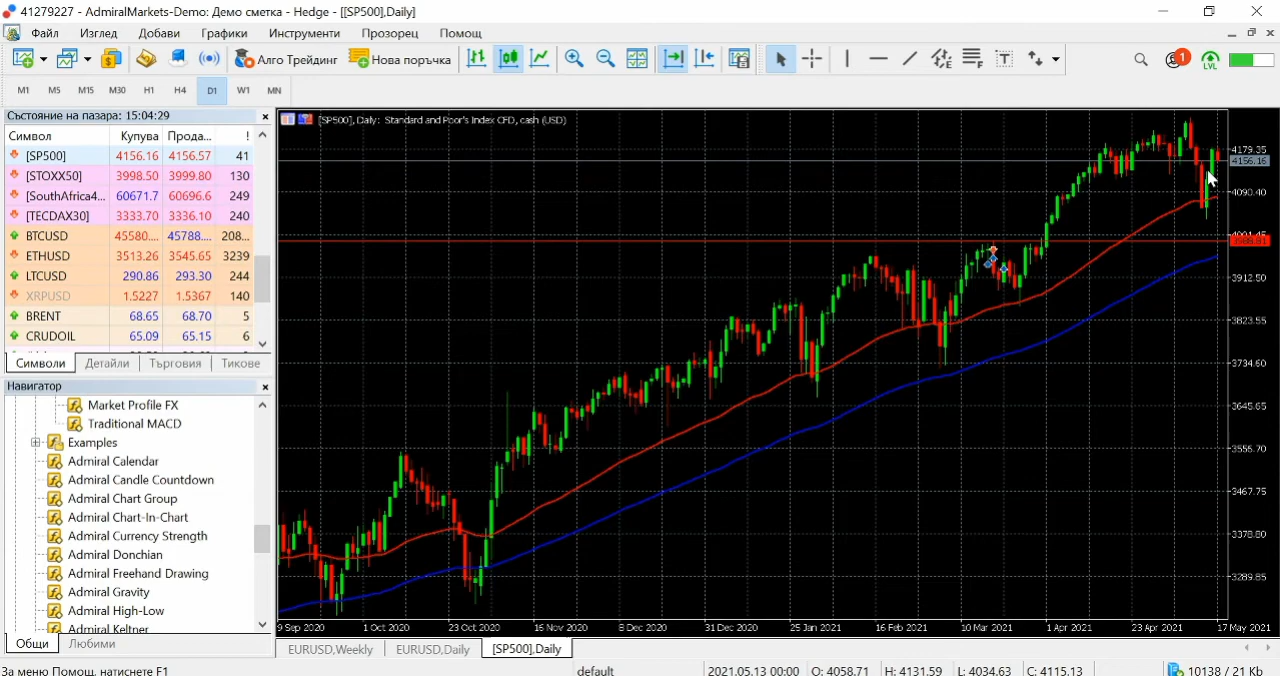 41279227 - AdmiralMarkets-Demo: Демо сметка - Hedge - [[SP500],Daily]
Файл Изглед Добави Графики Инструменти Прозорец Помощ
Алго Трейдинг Нова поръчка 1 LVL
M1 M5 M15 M30 H1 H4 D1 W1 MN
Състояние на пазара: 15:04:29
Символ Купува Прода... !
[SP500] 4156.16 4156.57 41
[STOXX50] 3998.50 3999.80 130
[SouthAfrica4... 60671.7 60696.6 249
[TECDAX30] 3333.70 3336.10 240
BTCUSD 45580.... 45788.... 208...
ETHUSD 3513.26 3545.65 3239
LTCUSD 290.86 293.30 244
XRPUSD 1.5227 1.5367 140
BRENT 68.65 68.70 5
CRUDOIL 65.09 65.15 6
Символи Детайли Търговия Тикове
Навигатор
Market Profile FX
Traditional MACD
Examples
Admiral Calendar
Admiral Candle Countdown
Admiral Chart Group
Admiral Chart-In-Chart
Admiral Currency Strength
Admiral Donchian
Admiral Freehand Drawing
Admiral Gravity
Admiral High-Low
Admiral Keltner
Общи Любими
[SP500], Daily: Standard and Poor's Index CFD, cash (USD)
4179.35
4156.16
4090.40
4001.45
3988.81
3912.50
3823.55
3734.60
3645.65
3555.70
3467.75
3378.80
3289.85
9 Sep 2020 1 Oct 2020 23 Oct 2020 16 Nov 2020 8 Dec 2020 31 Dec 2020 25 Jan 2021 16 Feb 2021 10 Mar 2021 1 Apr 2021 23 Apr 2021 17 May 2021
EURUSD,Weekly EURUSD,Daily [SP500],Daily
За меню Помощ, натиснете F1 default 2021.05.13 00:00 O: 4058.71 H: 4131.59 L: 4034.63 C: 4115.13 10138 / 21 Kb